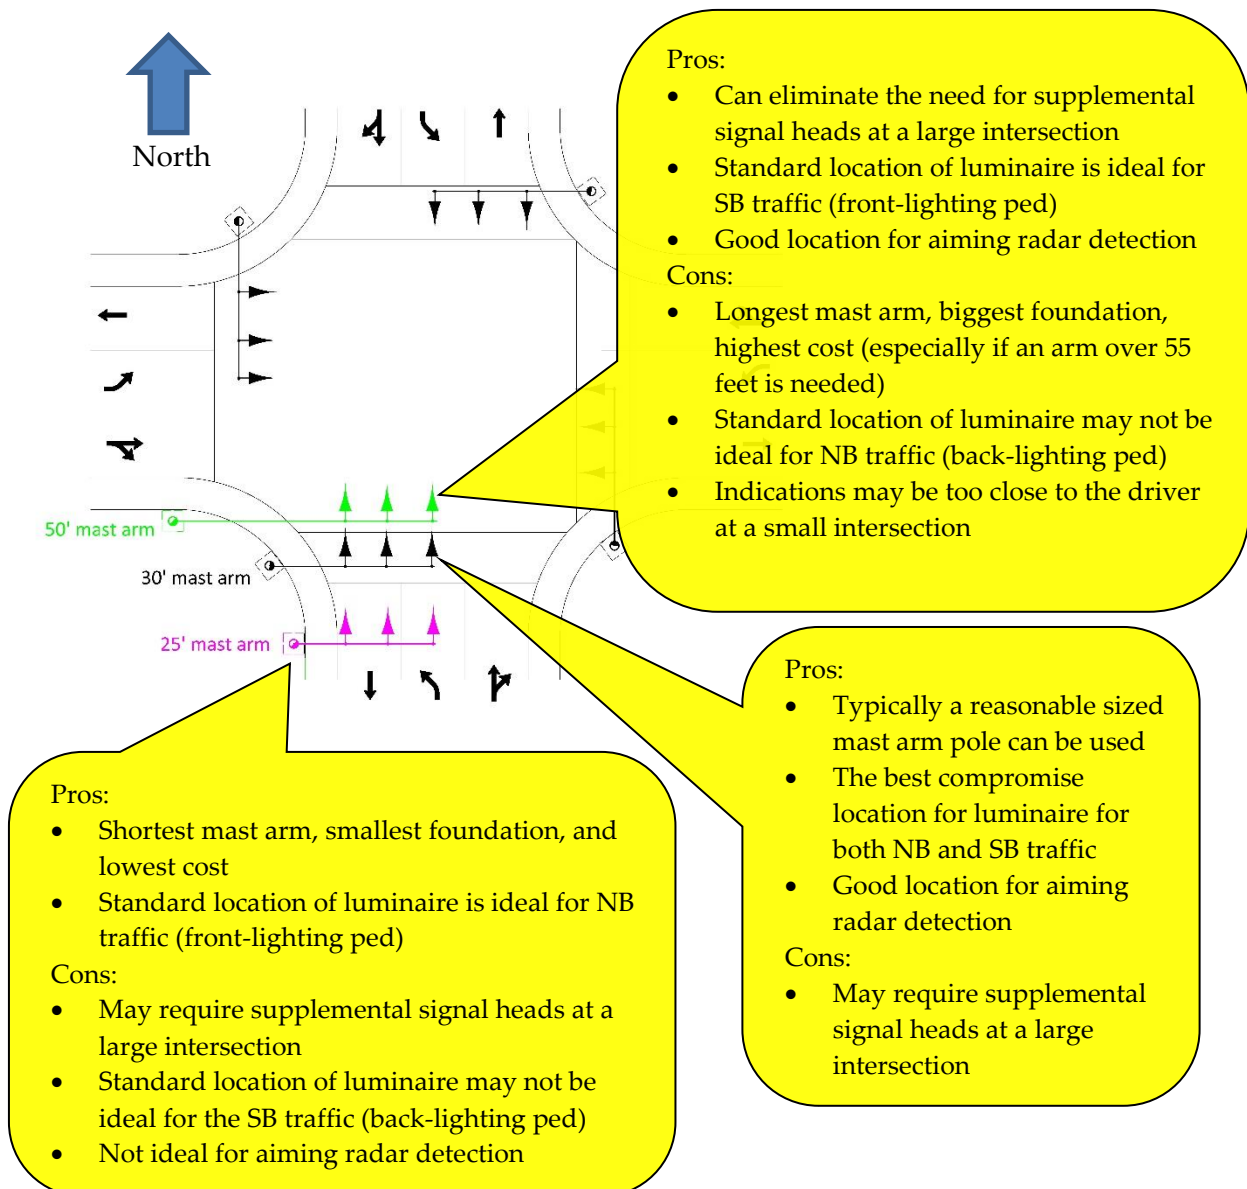 North
50' mast arm
30' mast arm
25' mast arm
Pros:
• Can eliminate the need for supplemental
signal heads at a large intersection
• Standard location of luminaire is ideal for
SB traffic (front-lighting ped)
• Good location for aiming radar detection
Cons:
• Longest mast arm, biggest foundation,
highest cost (especially if an arm over 55
feet is needed)
• Standard location of luminaire may not be
ideal for NB traffic (back-lighting ped)
• Indications may be too close to the driver
at a small intersection
Pros:
• Typically a reasonable sized
mast arm pole can be used
• The best compromise
location for luminaire for
both NB and SB traffic
• Good location for aiming
radar detection
Cons:
• May require supplemental
signal heads at a large
intersection
Pros:
• Shortest mast arm, smallest foundation, and
lowest cost
• Standard location of luminaire is ideal for NB
traffic (front-lighting ped)
Cons:
• May require supplemental signal heads at a
large intersection
• Standard location of luminaire may not be
ideal for the SB traffic (back-lighting ped)
• Not ideal for aiming radar detection